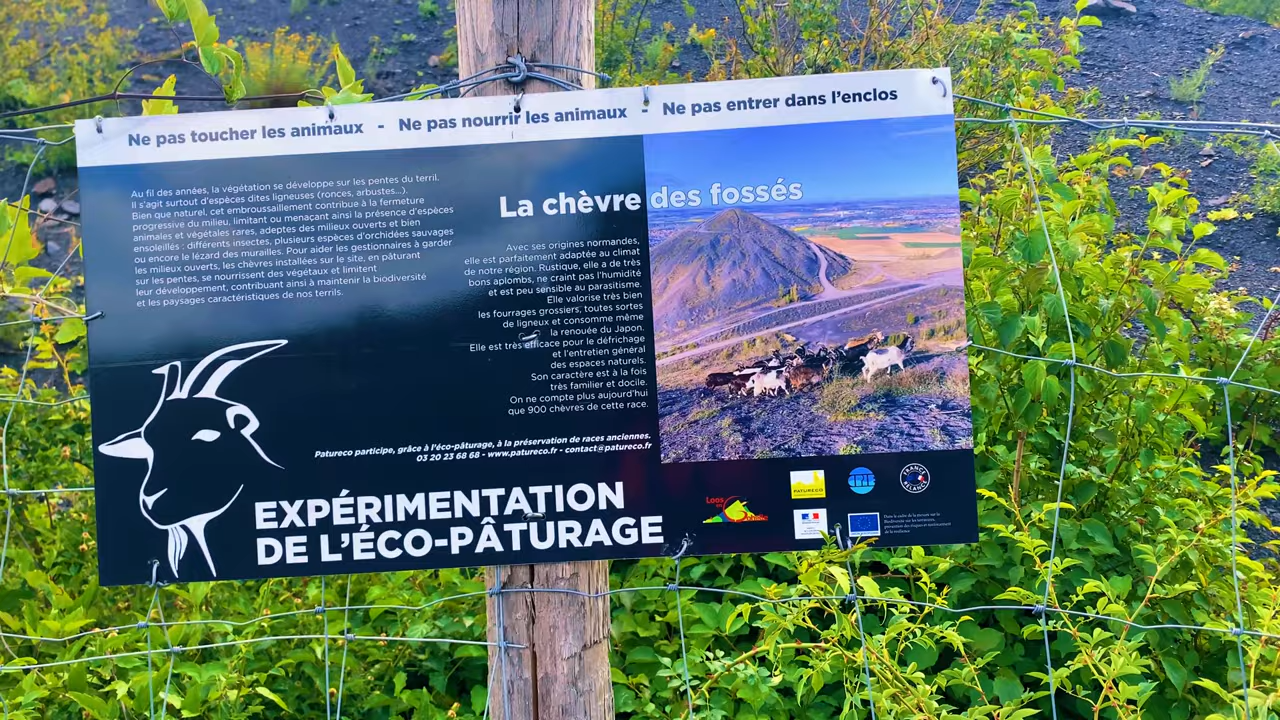 Ne pas toucher les animaux - Ne pas nourrir les animaux - Ne pas entrer dans l'enclos
Au fil des années, la végétation se développe sur les pentes du terril.
Il s'agit surtout d'espèces dites ligneuses (ronces, arbustes...).
Bien que naturel, cet embroussaillement contribue à la fermeture
progressive du milieu, limitant ou menaçant ainsi la présence d'espèces
animales et végétales rares, adeptes des milieux ouverts et bien
ensoleillés : différents insectes, plusieurs espèces d'orchidées sauvages
ou encore le lézard des murailles. Pour aider les gestionnaires à garder
les milieux ouverts, les chèvres installées sur le site, en pâturant
sur les pentes, se nourrissent des végétaux et limitent
leur développement, contribuant ainsi à maintenir la biodiversité
et les paysages caractéristiques de nos terrils.
La chèvre des fossés
Avec ses origines normandes,
elle est parfaitement adaptée au climat
de notre région. Rustique, elle a de très
bons aplombs, ne craint pas l'humidité
et est peu sensible au parasitisme.
Elle valorise très bien
les fourrages grossiers, toutes sortes
de ligneux et consomme même
la renouée du Japon.
Elle est très efficace pour le défrichage
et l'entretien général
des espaces naturels.
Son caractère est à la fois
très familier et docile.
On ne compte plus aujourd'hui
que 900 chèvres de cette race.
Patureco participe, grâce à l'éco-pâturage, à la préservation de races anciennes.
03 20 23 68 68 - www.patureco.fr - contact@patureco.fr
EXPÉRIMENTATION
DE L'ÉCO-PÂTURAGE
Loos
PATURECO
FRANCE
RELANCE